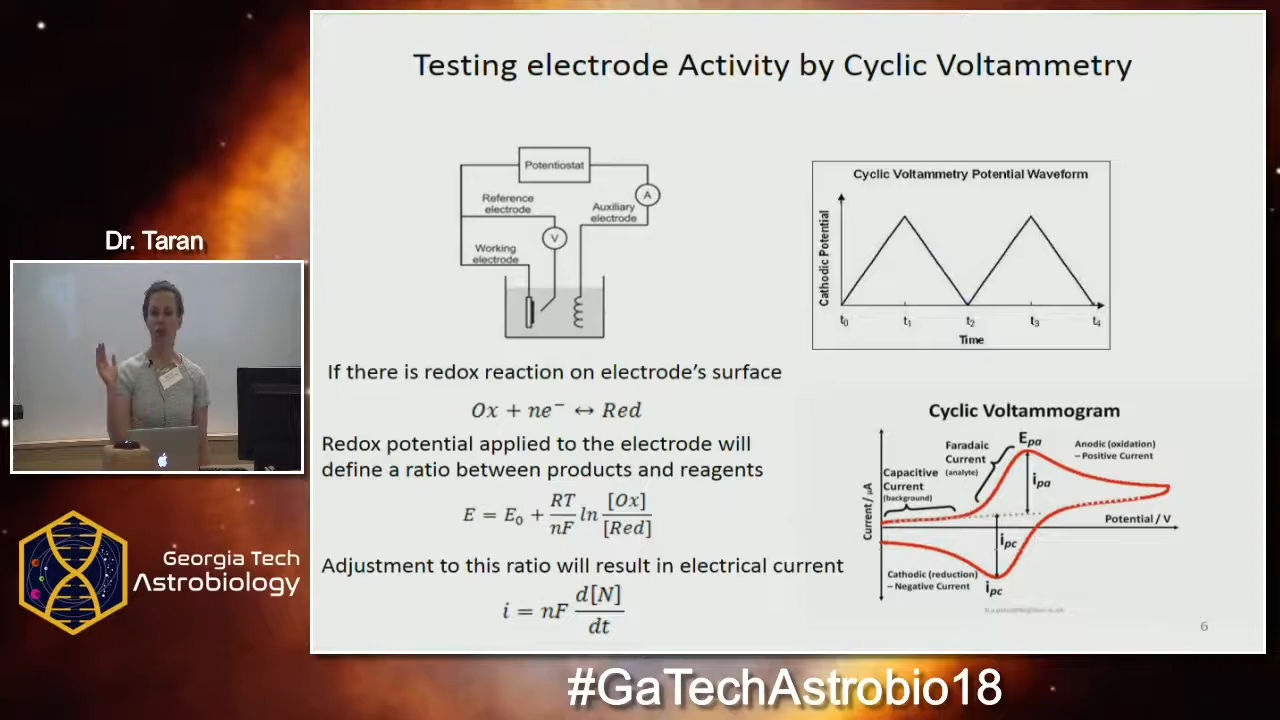 Testing electrode Activity by Cyclic Voltammetry
Potentiostat
Reference
electrode
Auxiliary
electrode
A
V
Working
electrode
Cyclic Voltammetry Potential Waveform
Cathodic Potential
t0 t1 t2 t3 t4
Time
If there is redox reaction on electrode's surface
Ox + ne⁻ ↔ Red
Redox potential applied to the electrode will
define a ratio between products and reagents
E = E₀ + RT/nF ln [Ox]/[Red]
Adjustment to this ratio will result in electrical current
i = nF d[N]/dt
Cyclic Voltammogram
Current / μA
Faradaic
Current
(analyte)
Epa
Anodic (oxidation)
– Positive Current
Capacitive
Current
(background)
ipa
Potential / V
ipc
Cathodic (reduction)
– Negative Current
ipc
6
Dr. Taran
Georgia Tech
Astrobiology
#GaTechAstrobio18